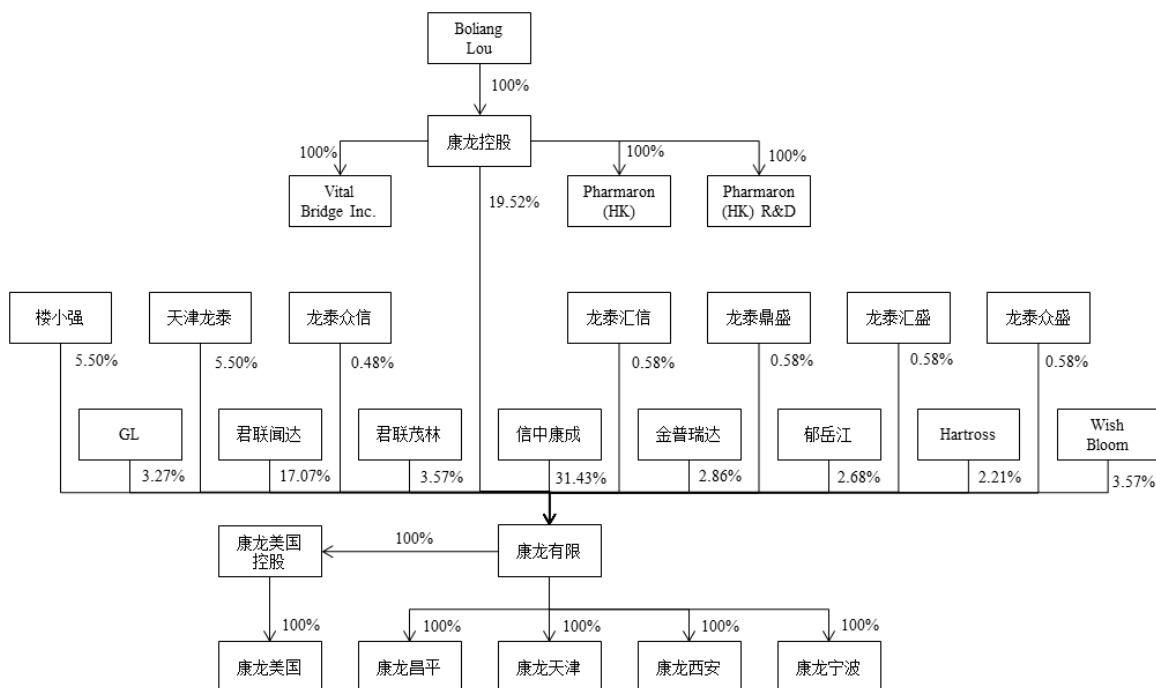 Boliang
Lou
100%
康龙控股
100%
100%
100%
Vital
Bridge Inc.
19.52%
Pharmaron
(HK)
Pharmaron
(HK) R&D
楼小强
天津龙泰
龙泰众信
龙泰汇信
龙泰鼎盛
龙泰汇盛
龙泰众盛
5.50%
5.50%
0.48%
0.58%
0.58%
0.58%
0.58%
GL
君联闻达
君联茂林
信中康成
金普瑞达
郁岳江
Hartross
Wish
Bloom
3.27%
17.07%
3.57%
31.43%
2.86%
2.68%
2.21%
3.57%
康龙美国
控股
100%
康龙有限
100%
100%
100%
100%
100%
康龙美国
康龙昌平
康龙天津
康龙西安
康龙宁波